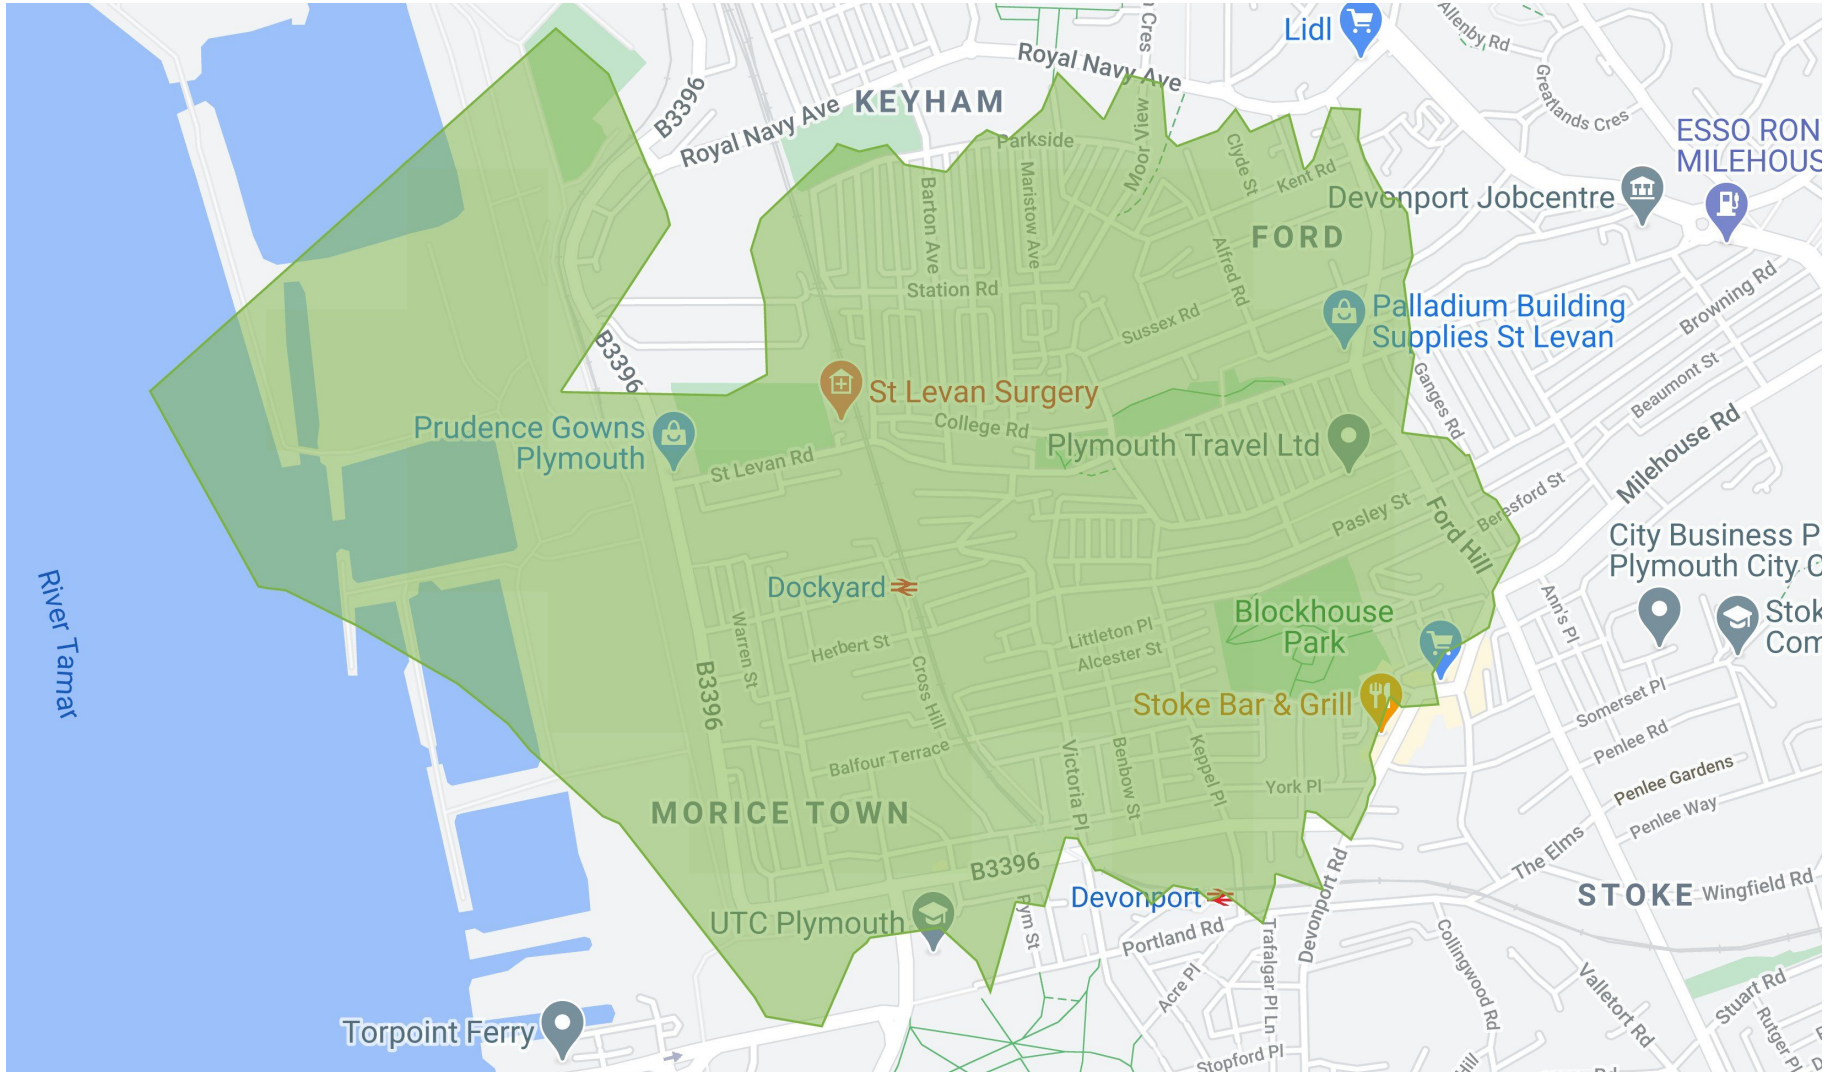 Cres
Allenby Rd
Lidl
Royal Navy Ave
Greatlands Cres
B3396
KEYHAM
Royal Navy Ave
Moor View
ESSO RON
MILEHOUS
Parkside
Clyde St
Kent Rd
Maristow Ave
Barton Ave
Devonport Jobcentre
FORD
Alfred Rd
Station Rd
Browning Rd
Sussex Rd
Palladium Building
Supplies St Levan
B3396
Ganges Rd
Beaumont St
St Levan Surgery
Prudence Gowns
Plymouth
College Rd
Plymouth Travel Ltd
Milehouse Rd
St Levan Rd
Beresford St
Pasley St
Ford Hill
City Business P
Plymouth City C
River Tamar
Dockyard
Ann's Pl
Blockhouse
Park
Stok
Com
Warren St
Herbert St
Littleton Pl
Alcester St
Cross Hill
B3396
Somerset Pl
Stoke Bar & Grill
Penlee Rd
Balfour Terrace
Victoria Pl
Benbow St
Keppel Pl
York Pl
Penlee Gardens
Penlee Way
MORICE TOWN
The Elms
B3396
Devonport
Devonport Rd
STOKE
Wingfield Rd
UTC Plymouth
Pym St
Portland Rd
Trafalgar Pl Ln
Collingwood Rd
Acre Pl
Valletort Rd
Stuart Rd
Rutger Pl
Torpoint Ferry
Stopford Pl
Hill
Rd